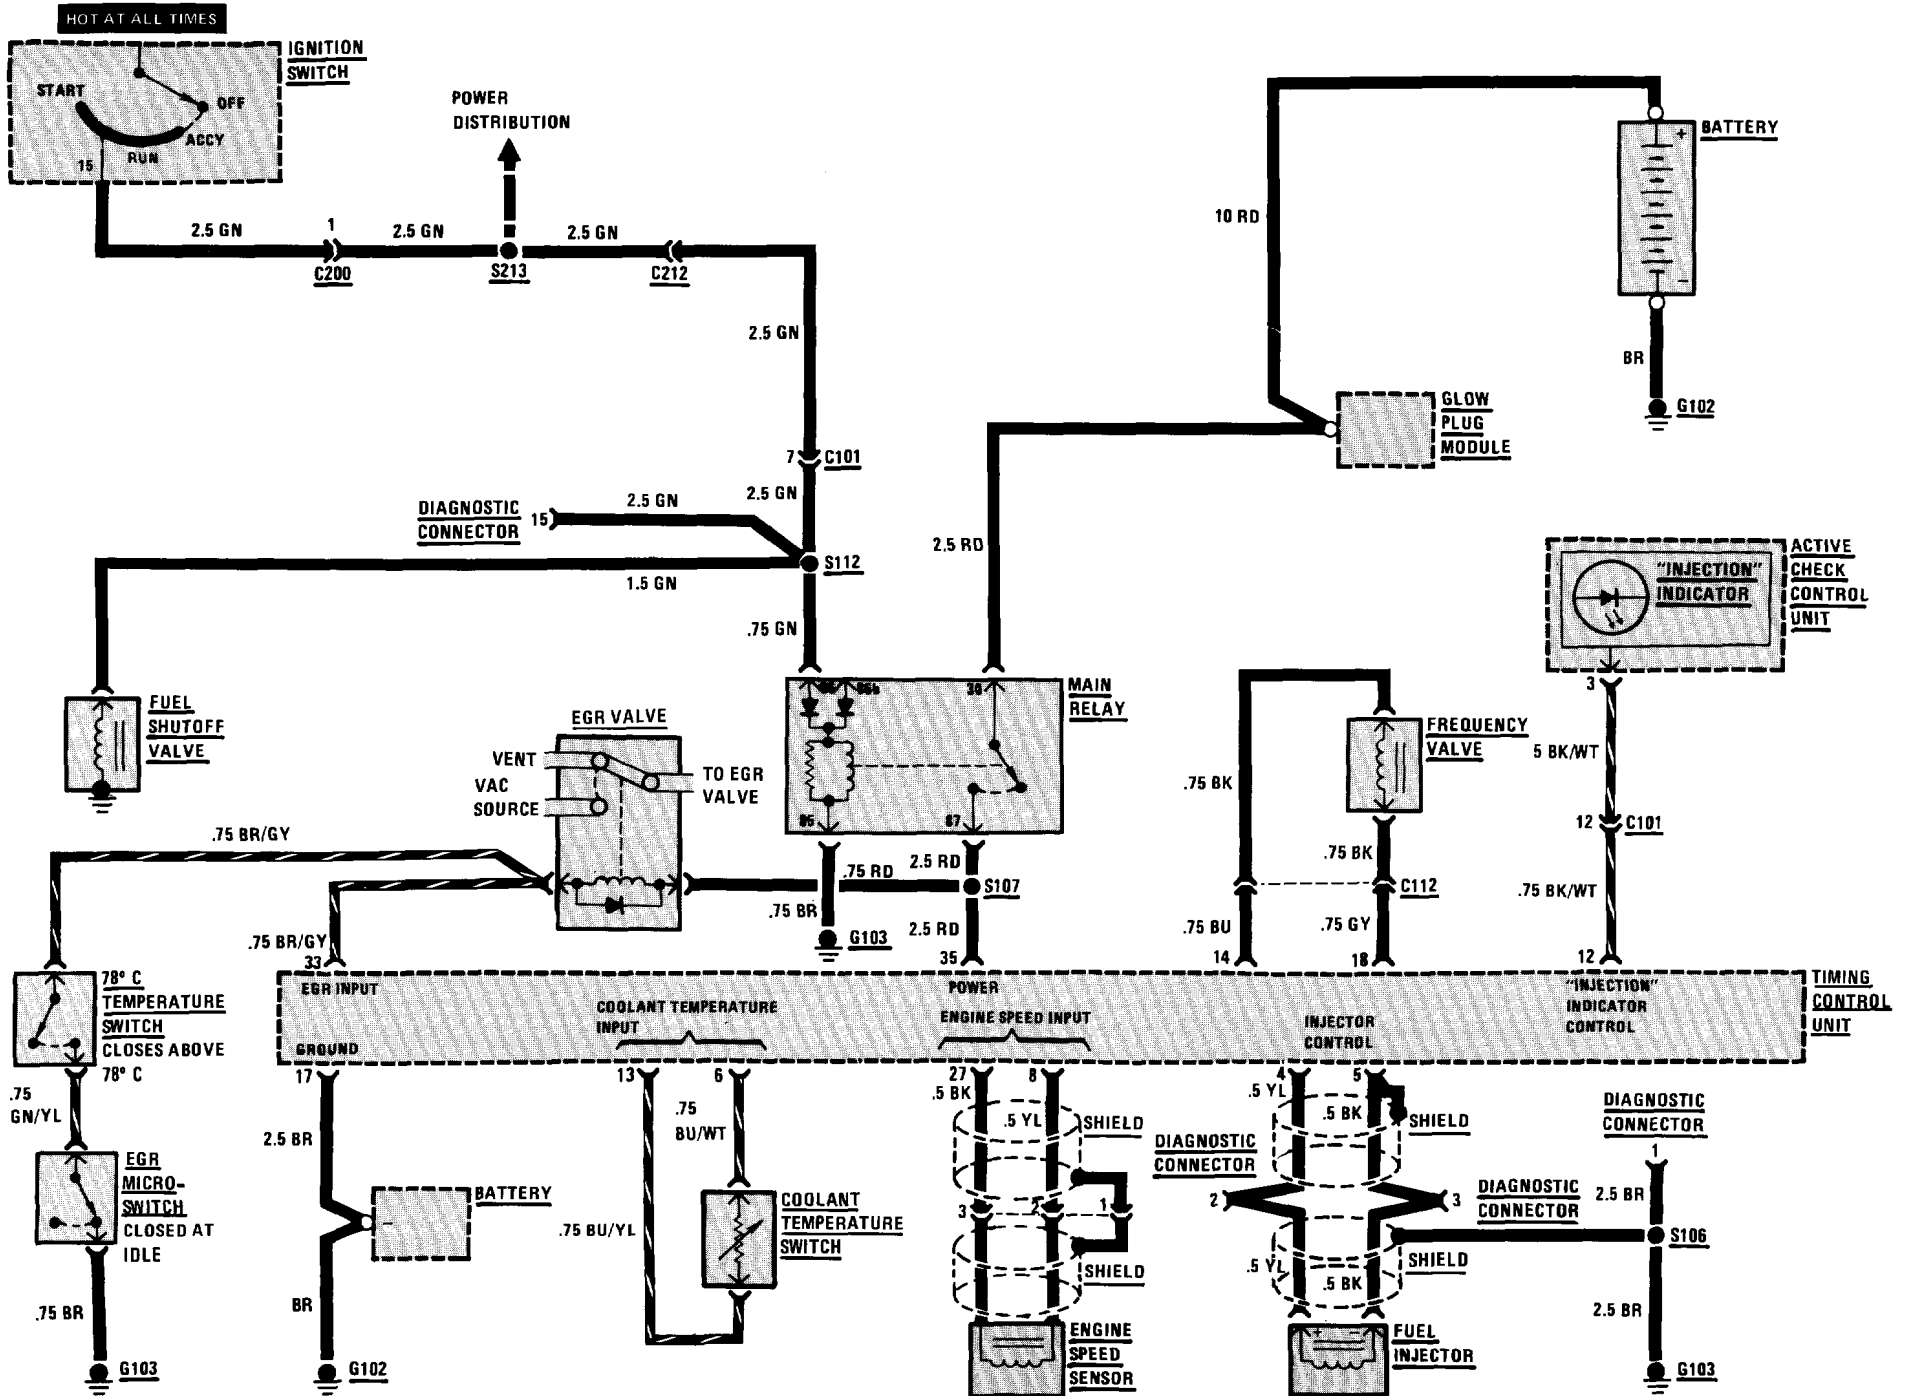 HOT AT ALL TIMES
IGNITION
SWITCH
START
OFF
ACCY
RUN
15
POWER
DISTRIBUTION
2.5 GN
1
C200
2.5 GN
S213
2.5 GN
C212
2.5 GN
7
C101
2.5 GN
DIAGNOSTIC
CONNECTOR
15
2.5 GN
S112
1.5 GN
.75 GN
10 RD
BATTERY
+
−
BR
G102
GLOW
PLUG
MODULE
2.5 RD
ACTIVE
CHECK
CONTROL
UNIT
"INJECTION"
INDICATOR
3
5 BK/WT
12
C101
.75 BK/WT
12
FUEL
SHUTOFF
VALVE
EGR VALVE
VENT
VAC
SOURCE
TO EGR
VALVE
MAIN
RELAY
86b
30
85
87
FREQUENCY
VALVE
.75 BK
.75 BK
C112
.75 BU
.75 GY
14
18
.75 BR/GY
.75 BR/GY
33
.75 RD
2.5 RD
S107
.75 BR
G103
2.5 RD
35
78° C
TEMPERATURE
SWITCH
CLOSES ABOVE
78° C
EGR INPUT
COOLANT TEMPERATURE
INPUT
POWER
ENGINE SPEED INPUT
INJECTOR
CONTROL
"INJECTION"
INDICATOR
CONTROL
GROUND
TIMING
CONTROL
UNIT
.75
GN/YL
EGR
MICRO-
SWITCH
CLOSED AT
IDLE
.75 BR
G103
17
2.5 BR
BATTERY
−
BR
G102
13
6
.75
BU/WT
.75 BU/YL
COOLANT
TEMPERATURE
SWITCH
27
8
.5 BK
.5 YL
SHIELD
3
2
1
SHIELD
ENGINE
SPEED
SENSOR
4
5
.5 YL
.5 BK
SHIELD
DIAGNOSTIC
CONNECTOR
2
3
DIAGNOSTIC
CONNECTOR
.5 YL
.5 BK
SHIELD
+ −
FUEL
INJECTOR
DIAGNOSTIC
CONNECTOR
1
2.5 BR
S106
2.5 BR
G103